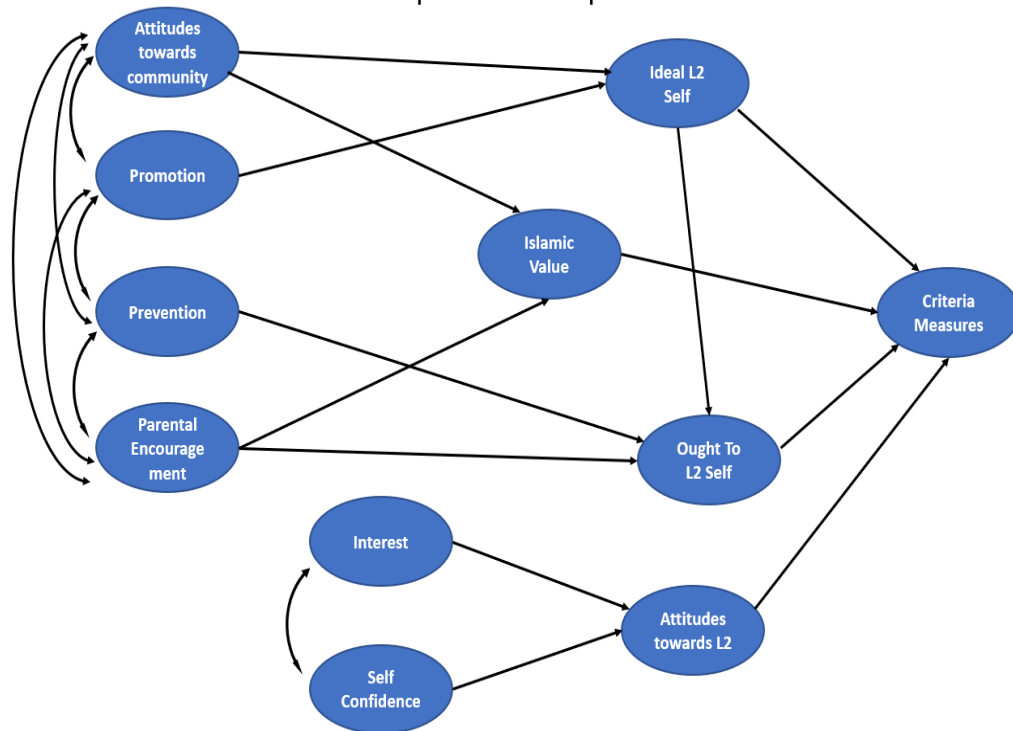 Attitudes
towards
community
Ideal L2
Self
Promotion
Islamic
Value
Prevention
Criteria
Measures
Parental
Encourage
ment
Ought To
L2 Self
Interest
Attitudes
towards L2
Self
Confidence